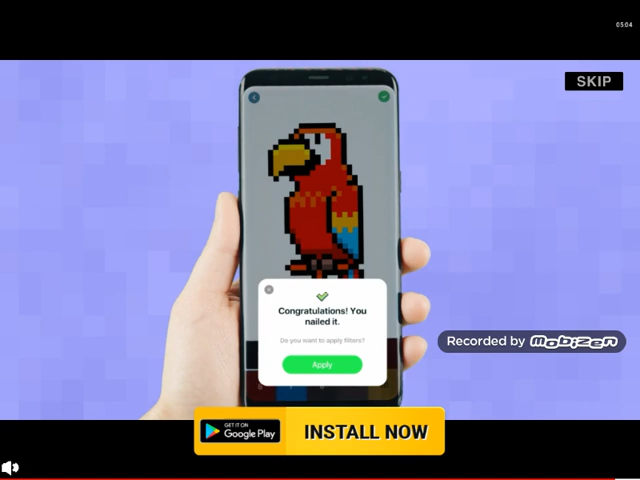 05:04
SKIP
Congratulations! You
nailed it.
Do you want to apply filters?
Apply
Recorded by mobizen
GET IT ON
Google Play
INSTALL NOW